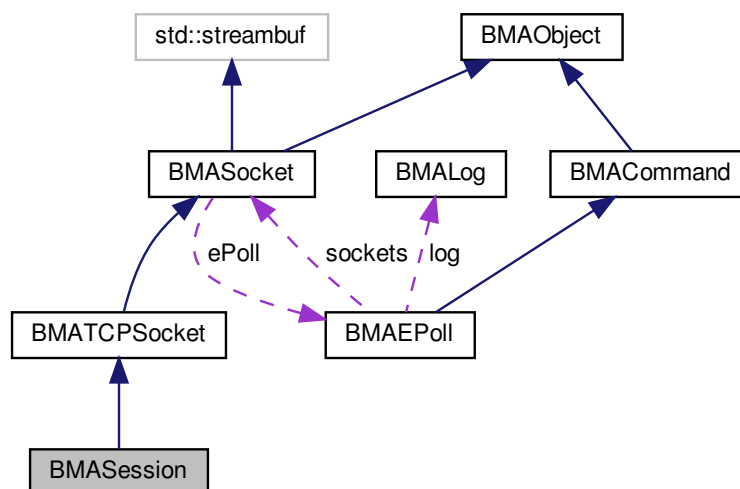 std::streambuf
BMAObject
BMASocket
BMALog
BMACommand
ePoll
sockets
log
BMATCPSocket
BMAEPoll
BMASession